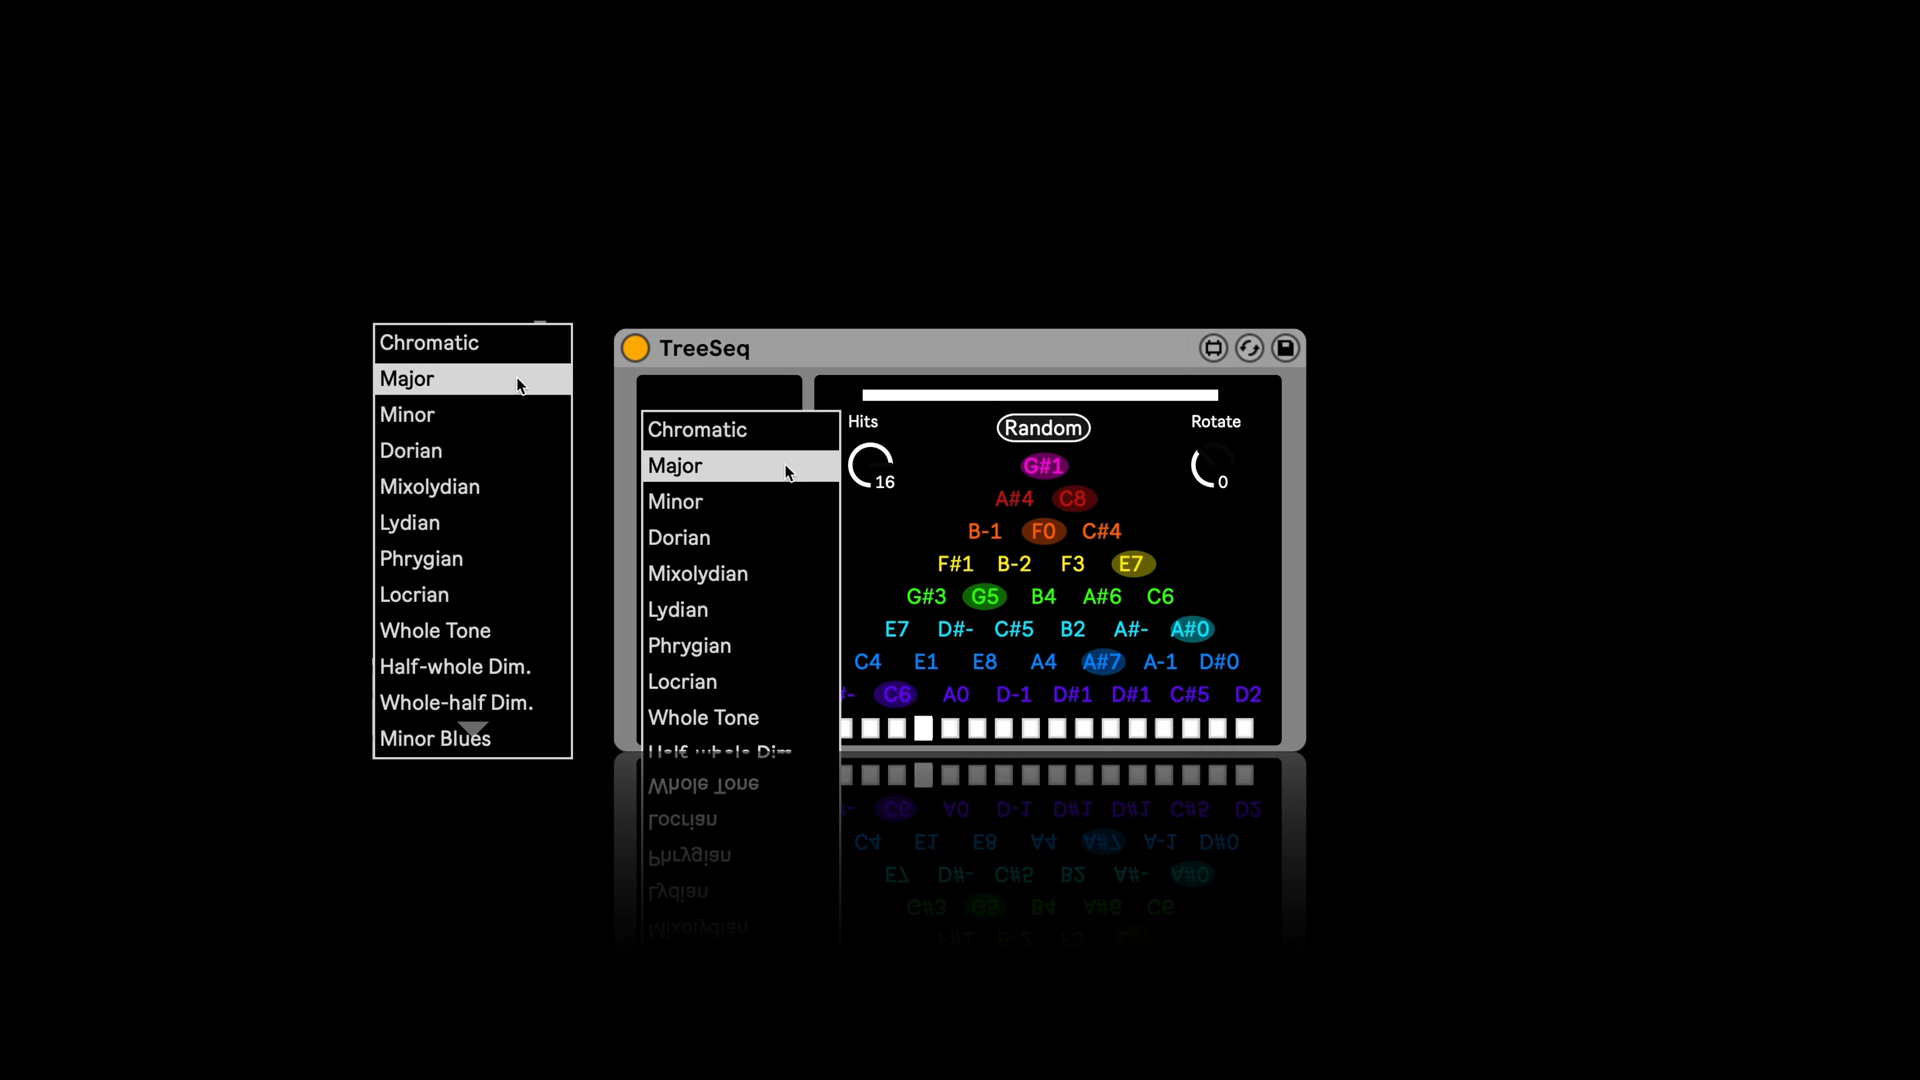 Chromatic
Major
Minor
Dorian
Mixolydian
Lydian
Phrygian
Locrian
Whole Tone
Half-whole Dim.
Whole-half Dim.
Minor Blues
TreeSeq
Chromatic
Major
Minor
Dorian
Mixolydian
Lydian
Phrygian
Locrian
Whole Tone
Half-whole Dim
Hits
16
Random
Rotate
0
G#1
A#4 C8
B-1 F0 C#4
F#1 B-2 F3 E7
G#3 G5 B4 A#6 C6
E7 D#- C#5 B2 A#- A#0
C4 E1 E8 A4 A#7 A-1 D#0
#- C6 A0 D-1 D#1 D#1 C#5 D2